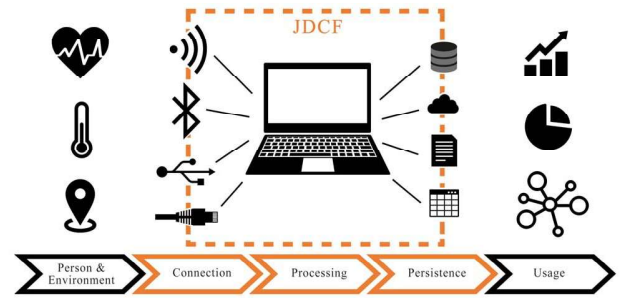 JDCF
Person &
Environment
Connection
Processing
Persistence
Usage